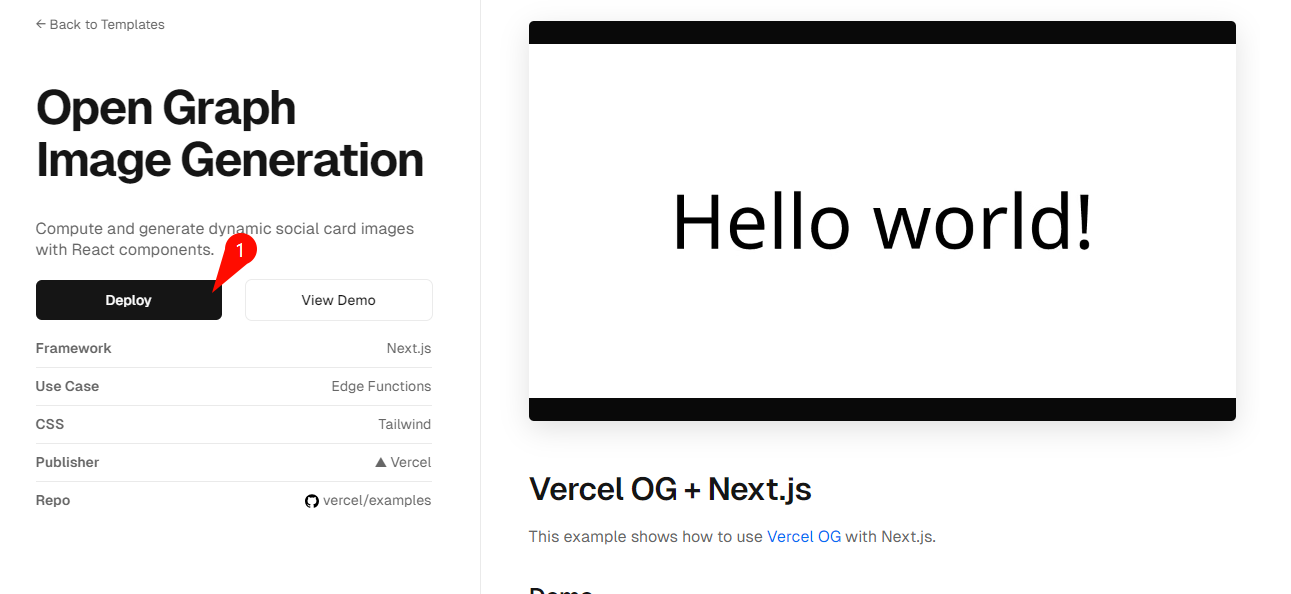 ← Back to Templates
Open Graph
Image Generation
Compute and generate dynamic social card images
with React components.
1
Deploy
View Demo
Framework Next.js
Use Case Edge Functions
CSS Tailwind
Publisher ▲ Vercel
Repo vercel/examples
Hello world!
Vercel OG + Next.js
This example shows how to use Vercel OG with Next.js.
Demo